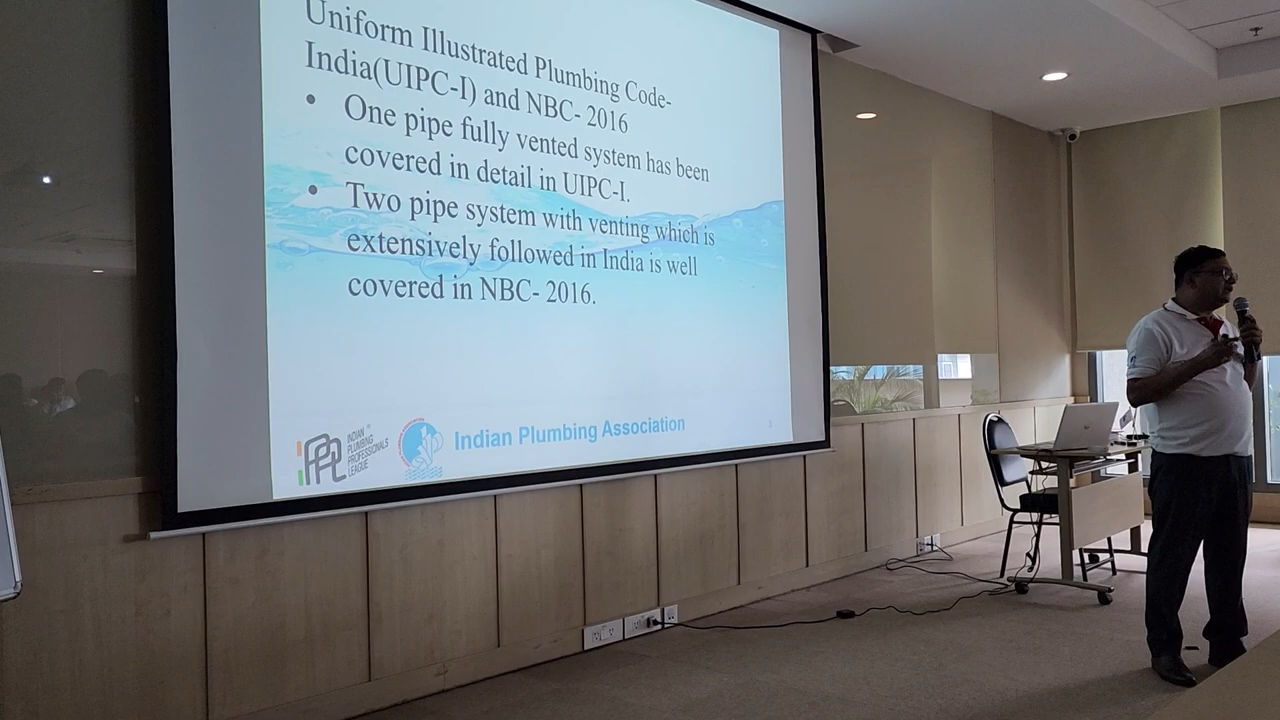 Uniform Illustrated Plumbing Code-
India(UIPC-I) and NBC- 2016
• One pipe fully vented system has been
covered in detail in UIPC-I.
• Two pipe system with venting which is
extensively followed in India is well
covered in NBC- 2016.
IPPL
INDIAN
PLUMBING
PROFESSIONALS
LEAGUE
Indian Plumbing Association